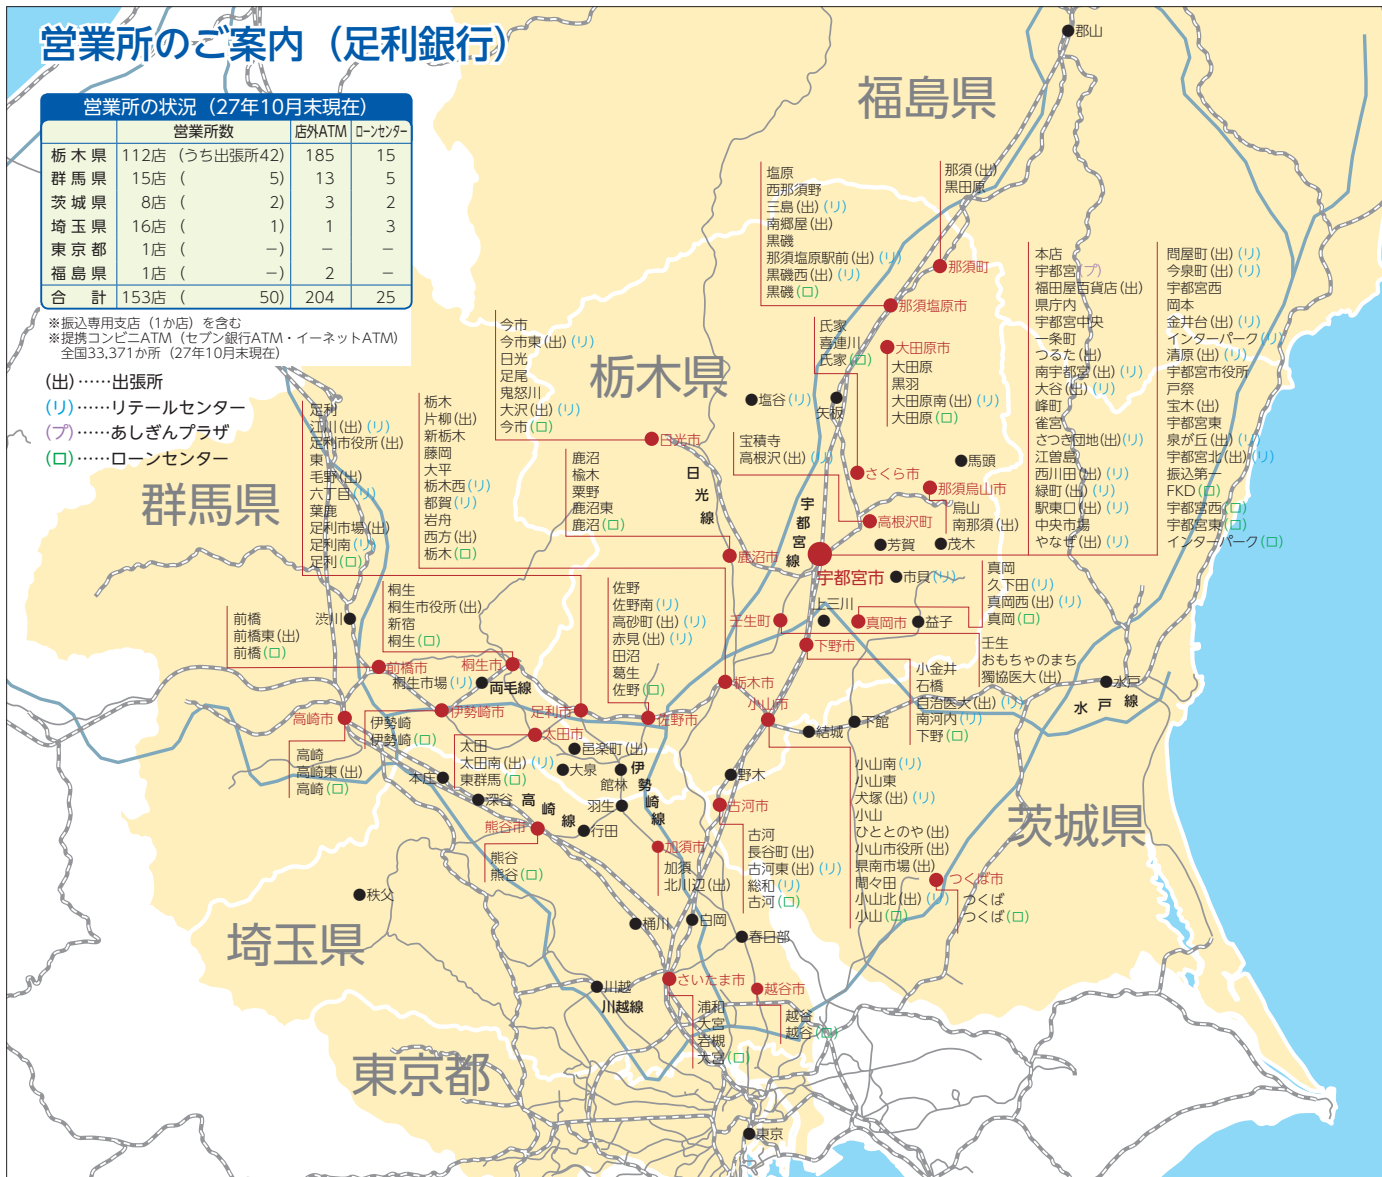 営業所のご案内（足利銀行）
営業所の状況（27年10月末現在）
営業所数 店外ATM ローンセンター
栃木県 112店（うち出張所42） 185 15
群馬県 15店（ 5） 13 5
茨城県 8店（ 2） 3 2
埼玉県 16店（ 1） 1 3
東京都 1店（ −） − −
福島県 1店（ −） 2 −
合計 153店（ 50） 204 25
※振込専用支店（1か店）を含む
※提携コンビニATM（セブン銀行ATM・イーネットATM）
全国33,371か所（27年10月末現在）
(出)……出張所
(リ)……リテールセンター
(プ)……あしぎんプラザ
(ロ)……ローンセンター
福島県
郡山
栃木県
群馬県
茨城県
埼玉県
東京都
塩原
西那須野
三島(出)(リ)
南郷屋(出)
黒磯
那須塩原駅前(出)(リ)
黒磯西(出)(リ)
黒磯(ロ)
那須塩原市
那須(出)
黒田原
那須町
本店
宇都宮(プ)
福田屋百貨店(出)
県庁内
宇都宮中央
一条町
つるた(出)
南宇都宮(出)(リ)
大谷(出)(リ)
峰町
雀宮
さつき団地(出)(リ)
江曽島
西川田(出)(リ)
緑町(出)(リ)
駅東口(出)(リ)
中央市場
やなぜ(出)(リ)
問屋町(出)(リ)
今泉町(出)(リ)
宇都宮西
岡本
金井台(出)(リ)
インターパーク(リ)
清原(出)(リ)
宇都宮市役所
戸祭
宝木(出)
宇都宮東
泉が丘(出)(リ)
宇都宮北(出)(リ)
振込第一
FKD(ロ)
宇都宮西(ロ)
宇都宮東(ロ)
インターパーク(ロ)
宇都宮市
今市
今市東(出)(リ)
日光
足尾
鬼怒川
大沢(出)(リ)
今市(ロ)
日光市
氏家
喜連川
氏家(ロ)
さくら市
大田原市
大田原
黒羽
大田原南(出)(リ)
大田原(ロ)
塩谷(リ)
矢板
馬頭
宝積寺
高根沢(出)(リ)
高根沢町
那須烏山市
烏山
南那須(出)
芳賀
茂木
市貝(リ)
益子
上三川
日光線
宇都宮線
足利
江川(出)(リ)
足利市役所(出)
東
毛野(出)
六丁目(リ)
葉鹿
足利市場(出)
足利南(リ)
足利(ロ)
足利市
栃木
片柳(出)
新栃木
藤岡
大平
栃木西(リ)
都賀(リ)
岩舟
西方(出)
栃木(ロ)
栃木市
鹿沼
楡木
粟野
鹿沼東
鹿沼(ロ)
鹿沼市
真岡
久下田(リ)
真岡西(出)(リ)
真岡(ロ)
真岡市
壬生町
壬生
おもちゃのまち
獨協医大(出)
下野市
小金井
石橋
自治医大(出)(リ)
南河内(リ)
下野(ロ)
佐野
佐野南(リ)
高砂町(出)(リ)
赤見(出)(リ)
田沼
葛生
佐野(ロ)
佐野市
桐生
桐生市役所(出)
新宿
桐生(ロ)
桐生市
桐生市場(リ)
両毛線
前橋
前橋東(出)
前橋(ロ)
前橋市
渋川
高崎市
高崎
高崎東(出)
高崎(ロ)
伊勢崎市
伊勢崎
伊勢崎(ロ)
太田市
太田
太田南(出)(リ)
東群馬(ロ)
邑楽町(出)
大泉
館林
伊勢崎線
羽生
行田
本庄
深谷
高崎線
熊谷市
熊谷
熊谷(ロ)
小山市
小山南(リ)
小山東
犬塚(出)(リ)
小山
ひととのや(出)
小山市役所(出)
県南市場(出)
間々田
小山北(出)(リ)
小山(ロ)
結城
下館
水戸
水戸線
野木
古河市
古河
長谷町(出)
古河東(出)(リ)
総和(リ)
古河(ロ)
加須市
加須
北川辺(出)
つくば市
つくば
つくば(ロ)
秩父
桶川
白岡
春日部
川越
川越線
さいたま市
浦和
大宮
岩槻
大宮(ロ)
越谷市
越谷
越谷(ロ)
東京